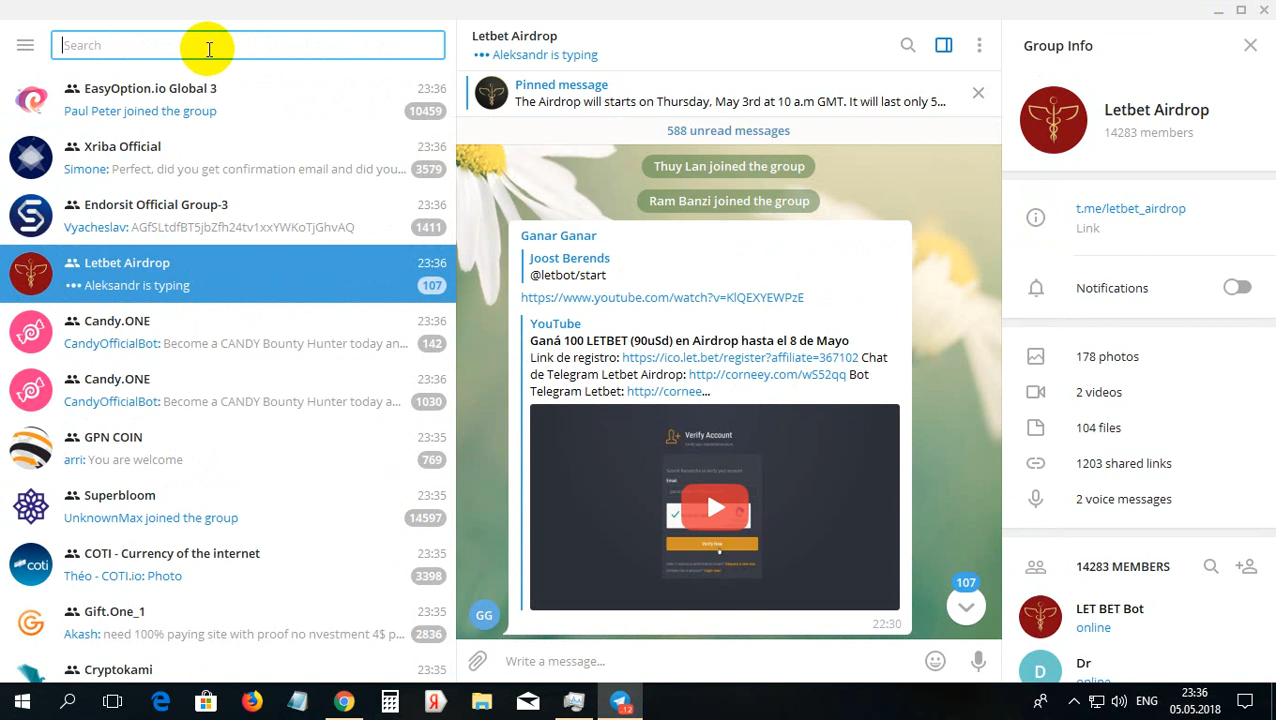 Search
EasyOption.io Global 3
23:36
Paul Peter joined the group
10459
Xriba Official
23:36
Simone: Perfect, did you get confirmation email and did you...
3579
Endorsit Official Group-3
23:36
Vyacheslav: AGfSLtdfBT5jbZfh24tv1xxYWKoTjGhvAQ
1411
Letbet Airdrop
23:36
Aleksandr is typing
107
Candy.ONE
23:36
CandyOfficialBot: Become a CANDY Bounty Hunter today an...
142
Candy.ONE
23:36
CandyOfficialBot: Become a CANDY Bounty Hunter today a...
1030
GPN COIN
23:35
arri: You are welcome
769
Superbloom
23:35
UnknownMax joined the group
14597
COTI - Currency of the internet
23:35
Théo - COTI.io: Photo
3398
Gift.One_1
23:35
Akash: need 100% paying site with proof no nvestment 4$ p...
2836
Cryptokami
23:35
coti
Letbet Airdrop
Aleksandr is typing
Pinned message
The Airdrop will starts on Thursday, May 3rd at 10 a.m GMT. It will last only 5...
588 unread messages
Thuy Lan joined the group
Ram Banzi joined the group
Ganar Ganar
Joost Berends
@letbot/start
https://www.youtube.com/watch?v=KlQEXYEWPzE
YouTube
Ganá 100 LETBET (90uSd) en Airdrop hasta el 8 de Mayo
Link de registro: https://ico.let.bet/register?affiliate=367102 Chat
de Telegram Letbet Airdrop: http://corneey.com/wS52qq Bot
Telegram Letbet: http://cornee...
Verify Account
Email
Verify Now
GG
22:30
107
Write a message...
Group Info
Letbet Airdrop
14283 members
t.me/letbet_airdrop
Link
Notifications
178 photos
2 videos
104 files
1203 shared links
2 voice messages
14283 MEMBERS
LET BET Bot
online
D
Dr
online
Я
12
ENG
23:36
05.05.2018